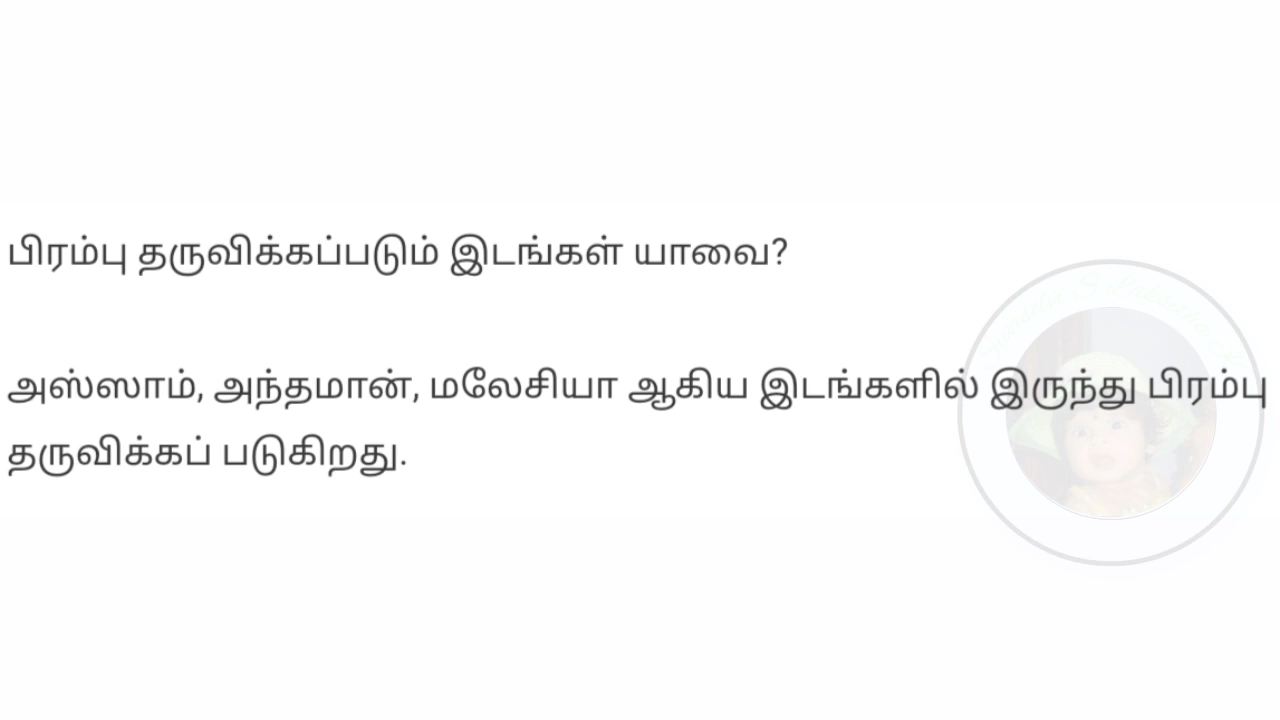 பிரம்பு தருவிக்கப்படும் இடங்கள் யாவை?
அஸ்ஸாம், அந்தமான், மலேசியா ஆகிய இடங்களில் இருந்து பிரம்பு
தருவிக்கப் படுகிறது.